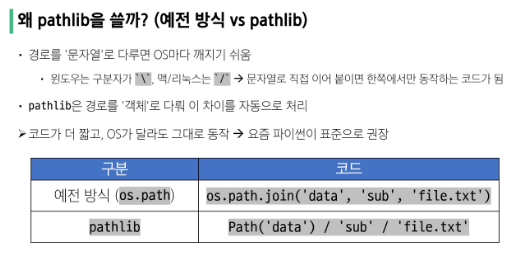 왜 pathlib을 쓸까? (예전 방식 vs pathlib)
• 경로를 '문자열'로 다루면 OS마다 깨지기 쉬움
• 윈도우는 구분자가 `\`, 맥/리눅스는 `/` → 문자열로 직접 이어 붙이면 한쪽에서만 동작하는 코드가 됨
• pathlib은 경로를 '객체'로 다뤄 이 차이를 자동으로 처리
➢코드가 더 짧고, OS가 달라도 그대로 동작 → 요즘 파이썬이 표준으로 권장
구분 코드
예전 방식 (os.path) os.path.join('data', 'sub', 'file.txt')
pathlib Path('data') / 'sub' / 'file.txt'